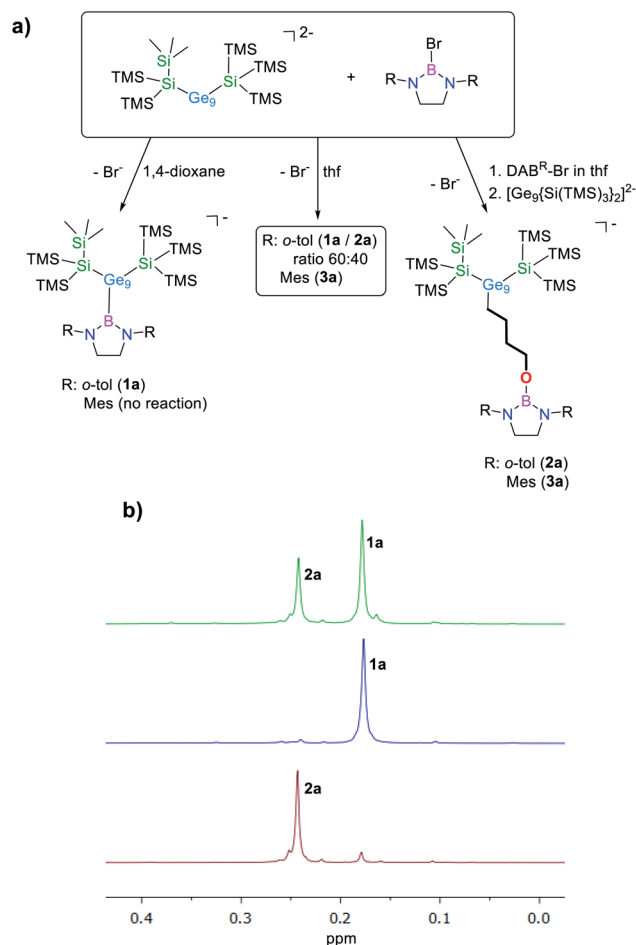 a)
2-
Si
TMS
TMS
Si
Si
TMS
TMS
TMS
Ge9
+
Br
B
R
N
N
R
- Br-
1,4-dioxane
- Br-
thf
- Br-
1. DABR-Br in thf
2. [Ge9{Si(TMS)3}2]2-
-
Si
TMS
TMS
Si
Si
TMS
TMS
TMS
Ge9
B
R
N
N
R
R: o-tol (1a)
Mes (no reaction)
R: o-tol (1a / 2a)
ratio 60:40
Mes (3a)
-
Si
TMS
TMS
Si
Si
TMS
TMS
TMS
Ge9
O
B
R
N
N
R
R: o-tol (2a)
Mes (3a)
b)
2a
1a
1a
2a
0.4 0.3 0.2 0.1 0.0
ppm